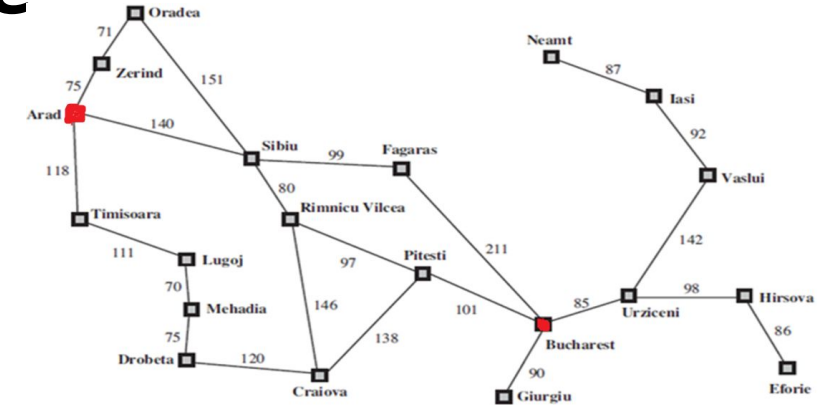 Oradea
71
Neamt
Zerind
87
151
75
Iasi
Arad
140
92
Sibiu
Fagaras
99
118
Vaslui
80
Timisoara
Rimnicu Vilcea
142
111
Lugoj
97
Pitesti
211
70
98
Hirsova
Mehadia
146
101
85
Urziceni
86
75
138
Bucharest
Drobeta
120
90
Craiova
Giurgiu
Eforie